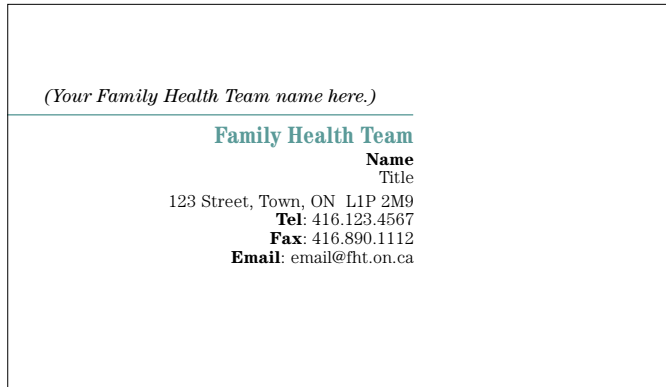 (Your Family Health Team name here.)
Family Health Team
Name
Title
123 Street, Town, ON  L1P 2M9
Tel: 416.123.4567
Fax: 416.890.1112
Email: email@fht.on.ca